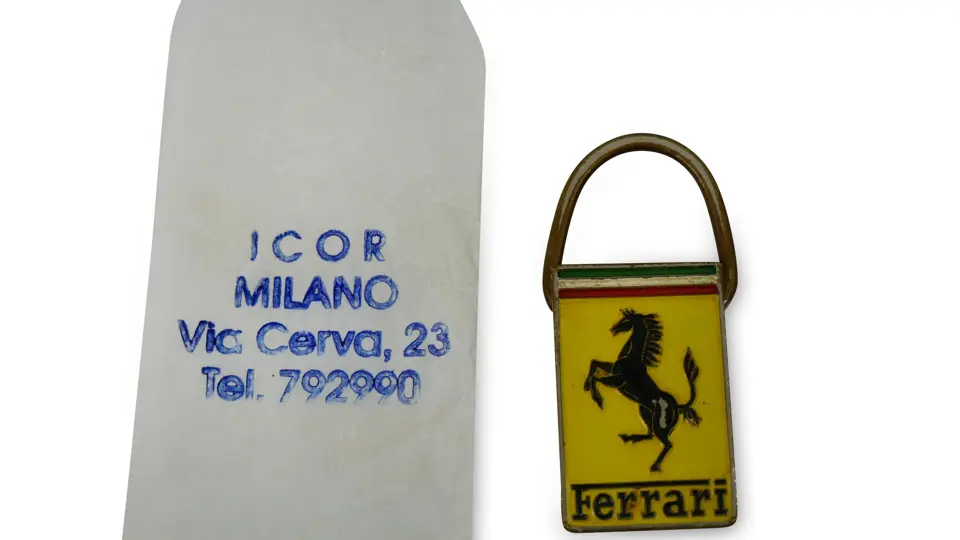 ICOR
MILANO
Via Cerva, 23
Tel. 792990
Ferrari